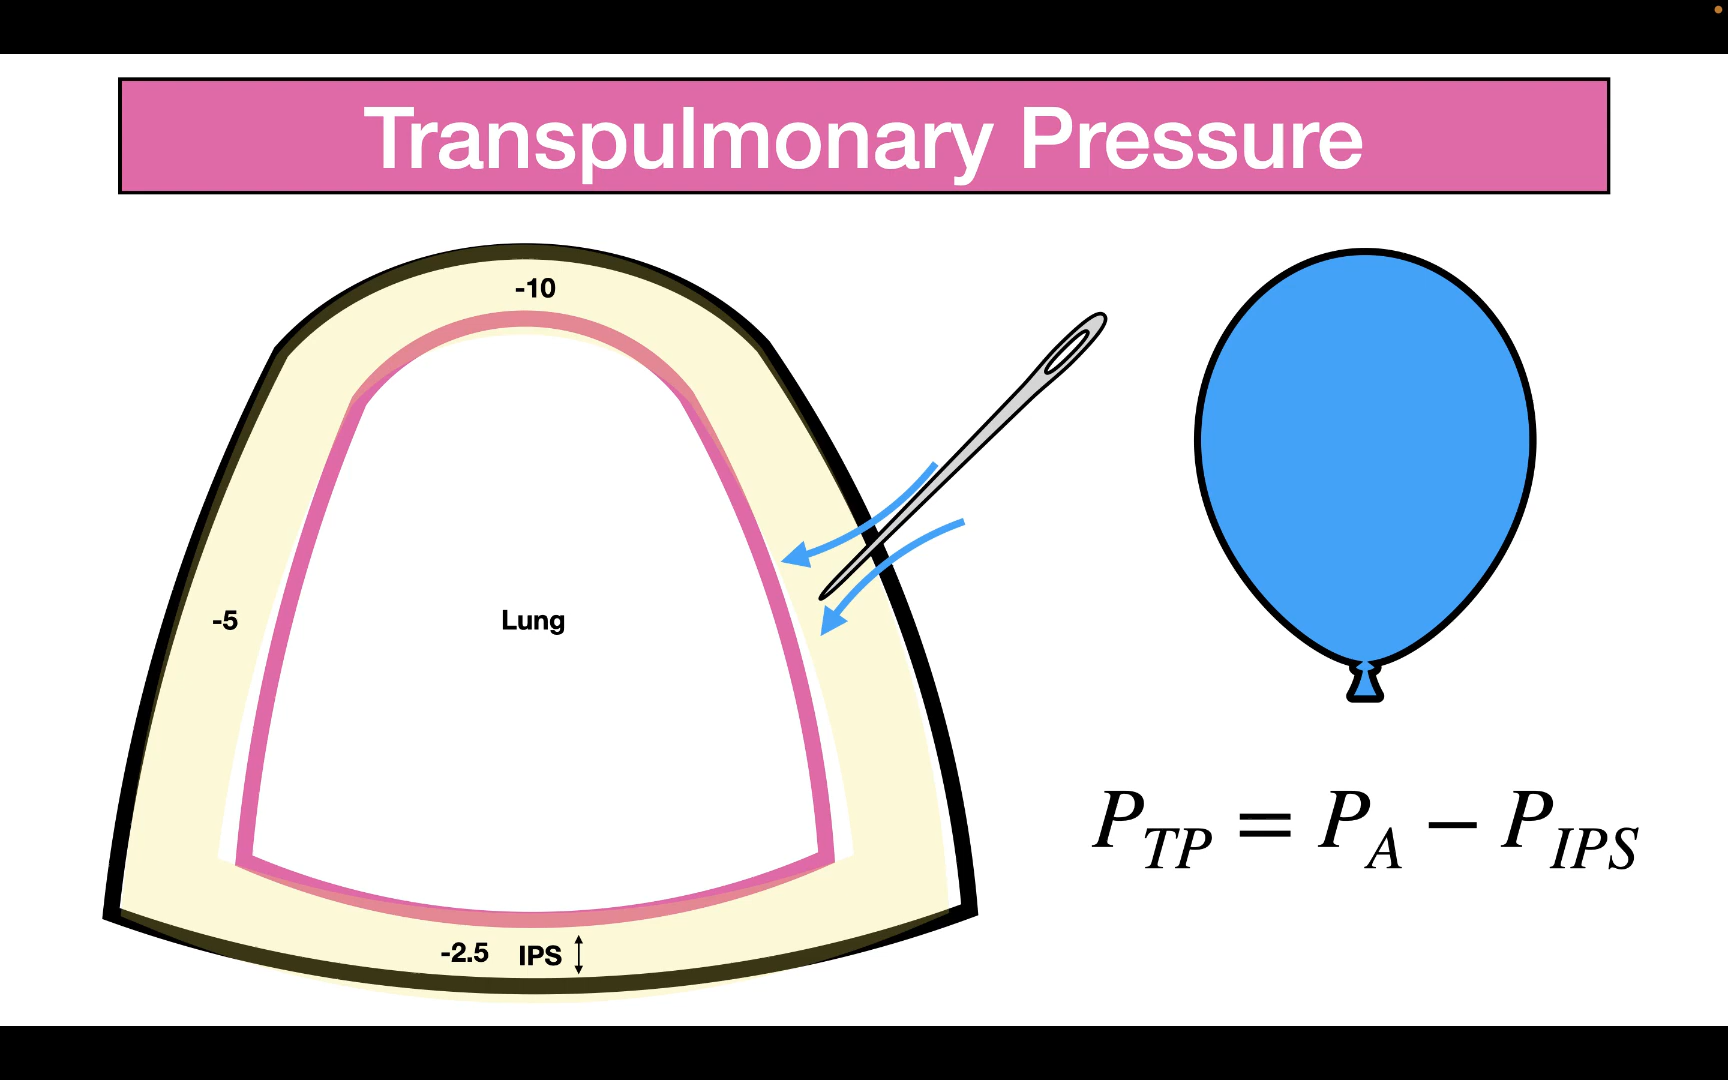 Transpulmonary Pressure
-10
-5
Lung
-2.5 IPS
P_TP = P_A − P_IPS